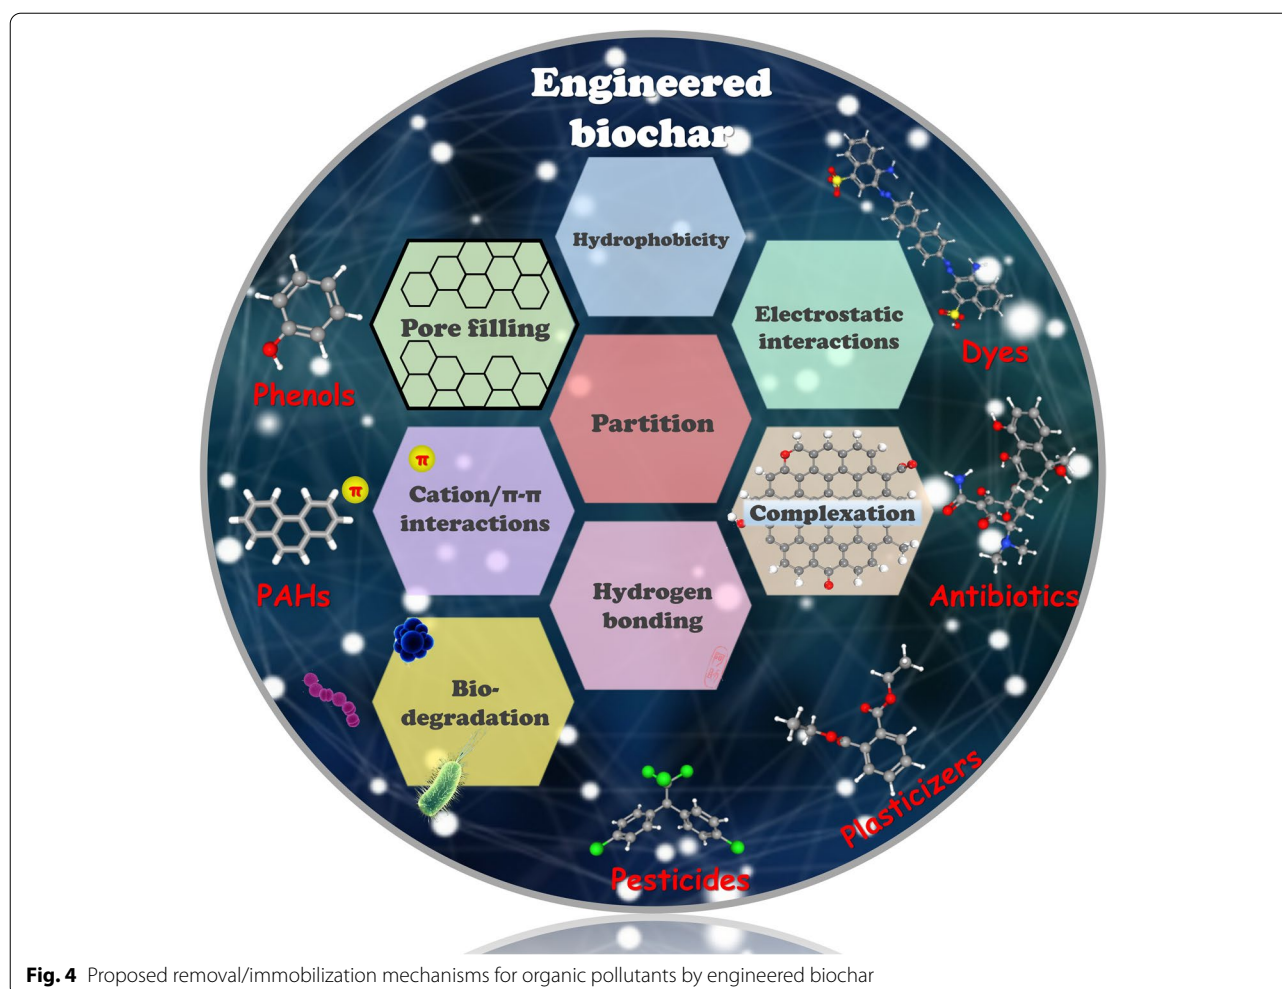 Engineered
biochar
Hydrophobicity
Pore filling
Electrostatic
interactions
Dyes
Phenols
Partition
π
Cation/π-π
interactions
π
Complexation
PAHs
Hydrogen
bonding
Antibiotics
Bio-
degradation
Plasticizers
Pesticides
Fig. 4 Proposed removal/immobilization mechanisms for organic pollutants by engineered biochar